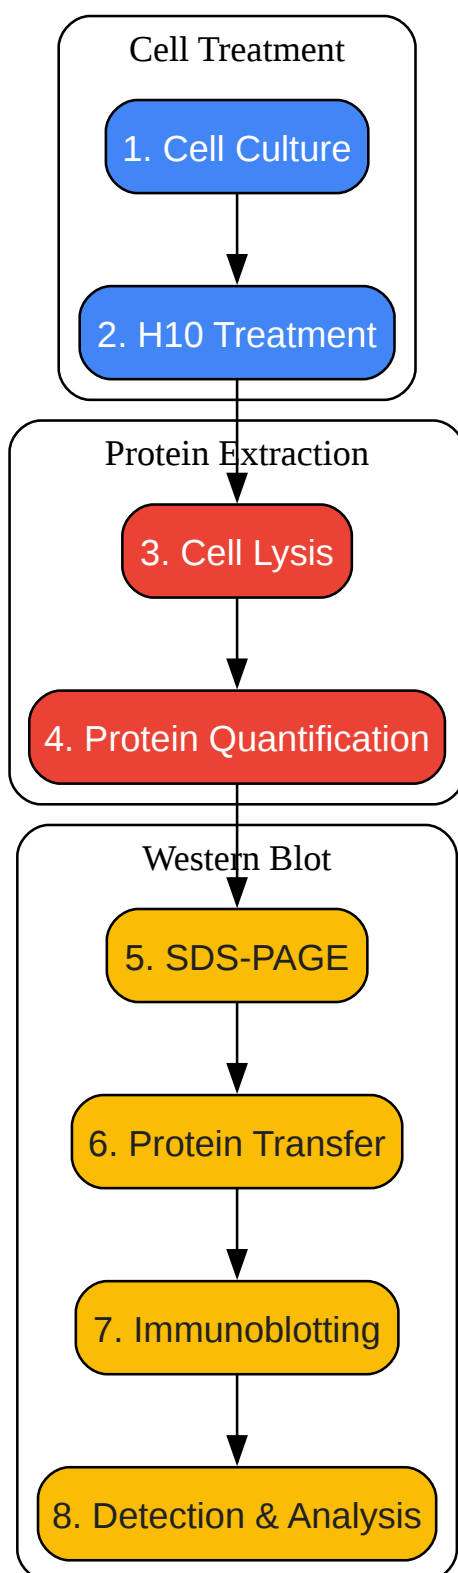 Cell Treatment
1. Cell Culture
2. H10 Treatment
Protein Extraction
3. Cell Lysis
4. Protein Quantification
Western Blot
5. SDS-PAGE
6. Protein Transfer
7. Immunoblotting
8. Detection & Analysis